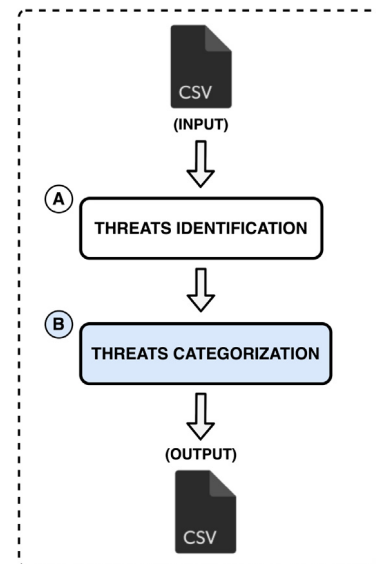 CSV
(INPUT)
A
THREATS IDENTIFICATION
B
THREATS CATEGORIZATION
(OUTPUT)
CSV